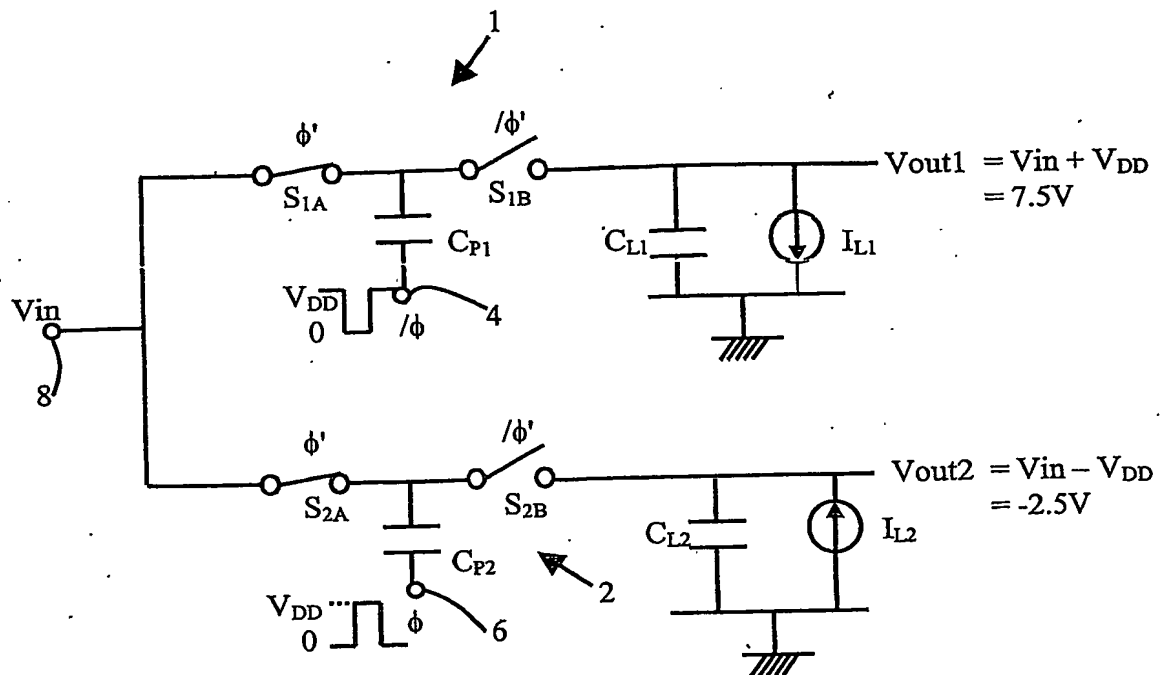 1
ϕ'
/ϕ'
S1A
S1B
Vout1 = Vin + VDD
= 7.5V
CP1
CL1
IL1
VDD
0
/ϕ
4
Vin
8
ϕ'
/ϕ'
S2A
S2B
Vout2 = Vin – VDD
= -2.5V
CP2
CL2
IL2
2
VDD
0
ϕ
6